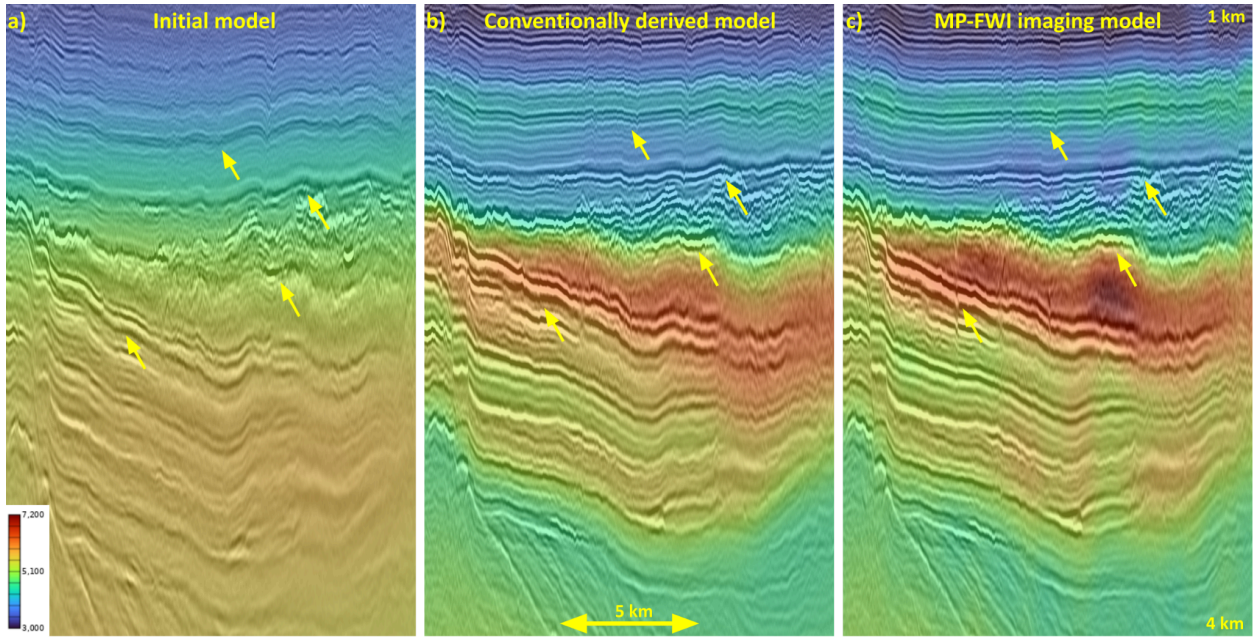 a) Initial model
b) Conventionally derived model
c) MP-FWI imaging model
1 km
7,200
5,100
3,000
5 km
4 km